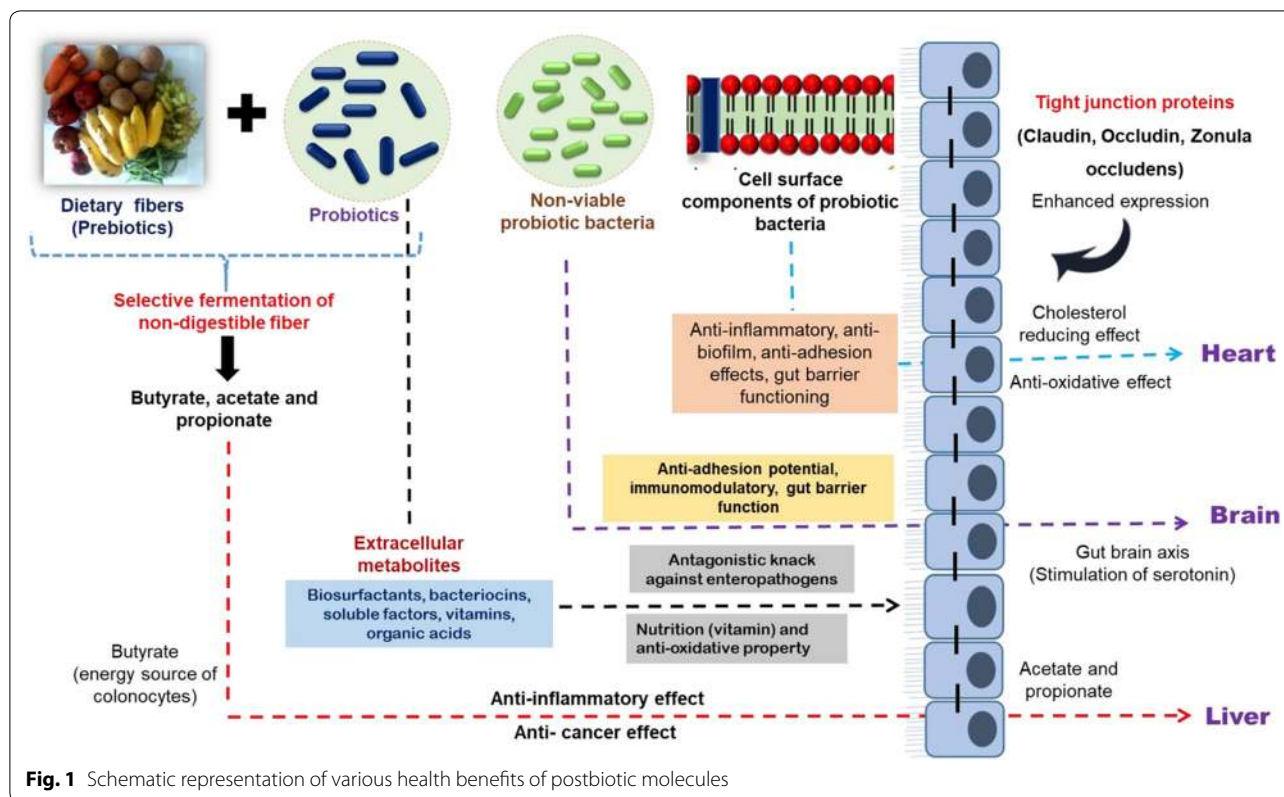 Dietary fibers
(Prebiotics)
Probiotics
Non-viable
probiotic bacteria
Cell surface
components of probiotic
bacteria
Tight junction proteins
(Claudin, Occludin, Zonula
occludens)
Enhanced expression
Selective fermentation of
non-digestible fiber
Butyrate, acetate and
propionate
Anti-inflammatory, anti-
biofilm, anti-adhesion
effects, gut barrier
functioning
Cholesterol
reducing effect
Heart
Anti-oxidative effect
Anti-adhesion potential,
immunomodulatory, gut barrier
function
Brain
Gut brain axis
(Stimulation of serotonin)
Extracellular
metabolites
Biosurfactants, bacteriocins,
soluble factors, vitamins,
organic acids
Antagonistic knack
against enteropathogens
Nutrition (vitamin) and
anti-oxidative property
Butyrate
(energy source of
colonocytes)
Anti-inflammatory effect
Anti- cancer effect
Acetate and
propionate
Liver
Fig. 1 Schematic representation of various health benefits of postbiotic molecules